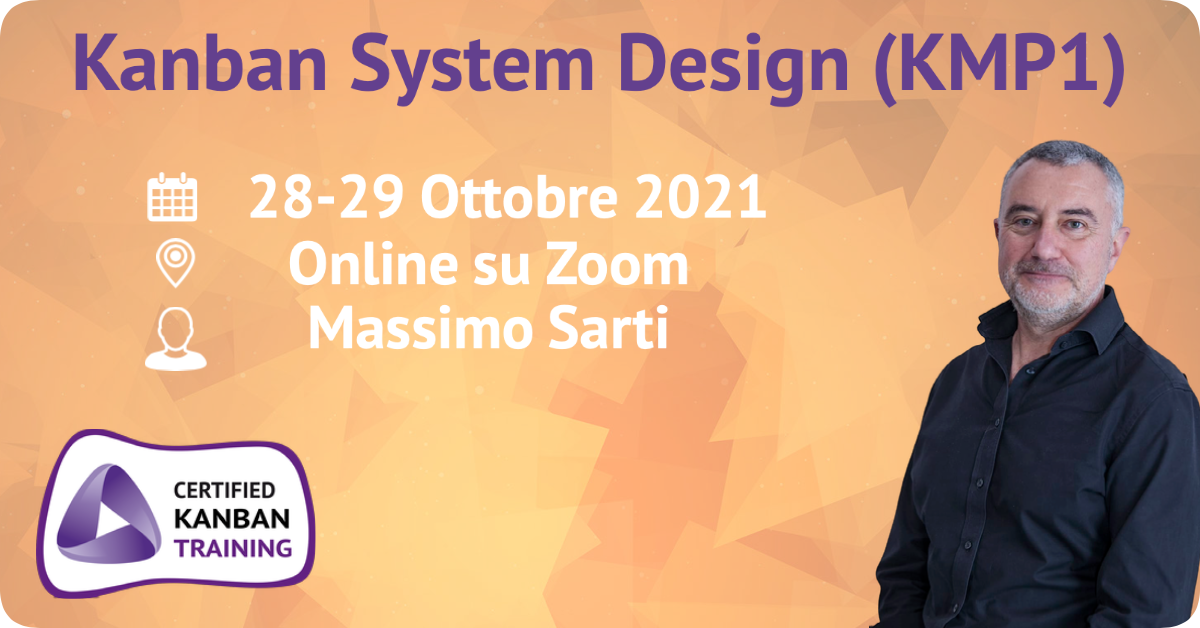 Kanban System Design (KMP1)
28-29 Ottobre 2021
Online su Zoom
Massimo Sarti
CERTIFIED
KANBAN
TRAINING